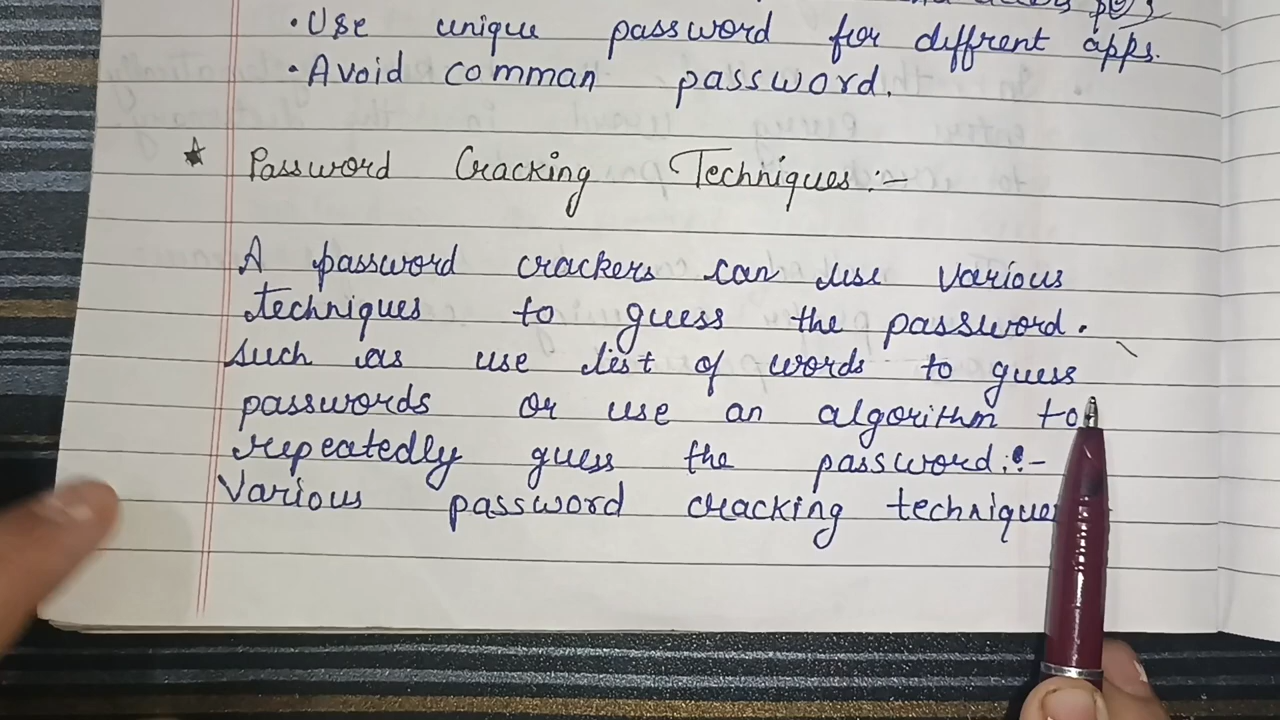 • Use unique password for diffrent apps.
• Avoid comman password.
★ Password Cracking Techniques :-
A password crackers can use various
techniques to guess the password.
such as use list of words to guess
passwords or use an algorithm to
repeatedly guess the password :-
Various password cracking technique